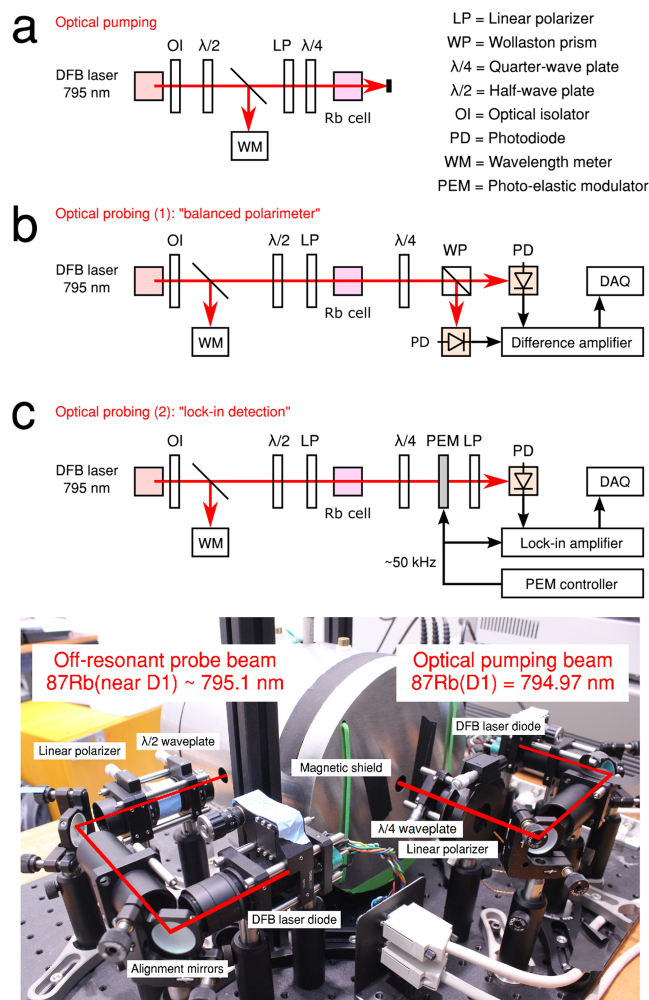 a
Optical pumping
OI
λ/2
LP
λ/4
DFB laser
795 nm
Rb cell
WM
LP = Linear polarizer
WP = Wollaston prism
λ/4 = Quarter-wave plate
λ/2 = Half-wave plate
OI = Optical isolator
PD = Photodiode
WM = Wavelength meter
PEM = Photo-elastic modulator
b
Optical probing (1): "balanced polarimeter"
OI
λ/2
LP
λ/4
WP
PD
DFB laser
795 nm
Rb cell
DAQ
WM
PD
Difference amplifier
c
Optical probing (2): "lock-in detection"
OI
λ/2
LP
λ/4
PEM
LP
PD
DFB laser
795 nm
Rb cell
DAQ
WM
Lock-in amplifier
~50 kHz
PEM controller
Off-resonant probe beam
87Rb(near D1) ~ 795.1 nm
Optical pumping beam
87Rb(D1) = 794.97 nm
DFB laser diode
λ/2 waveplate
Linear polarizer
Magnetic shield
λ/4 waveplate
Linear polarizer
DFB laser diode
Alignment mirrors